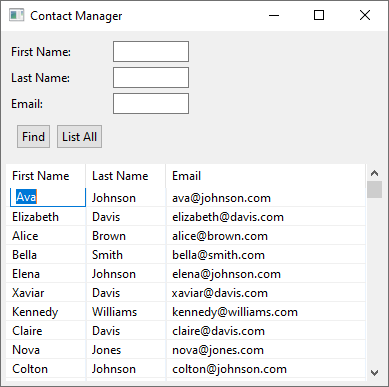 Contact Manager
First Name:
Last Name:
Email:
Find List All
First Name Last Name Email
Ava Johnson ava@johnson.com
Elizabeth Davis elizabeth@davis.com
Alice Brown alice@brown.com
Bella Smith bella@smith.com
Elena Johnson elena@johnson.com
Xaviar Davis xaviar@davis.com
Kennedy Williams kennedy@williams.com
Claire Davis claire@davis.com
Nova Jones nova@jones.com
Colton Johnson colton@johnson.com